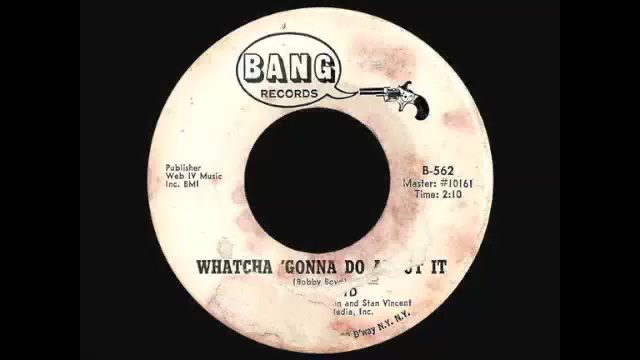 BANG
RECORDS
Publisher
Web IV Music
Inc. BMI
B-562
Master: #10161
Time: 2:10
WHATCHA 'GONNA DO IT
(Bobby
and Stan Vincent
Inc.
B'way N.Y. N.Y.